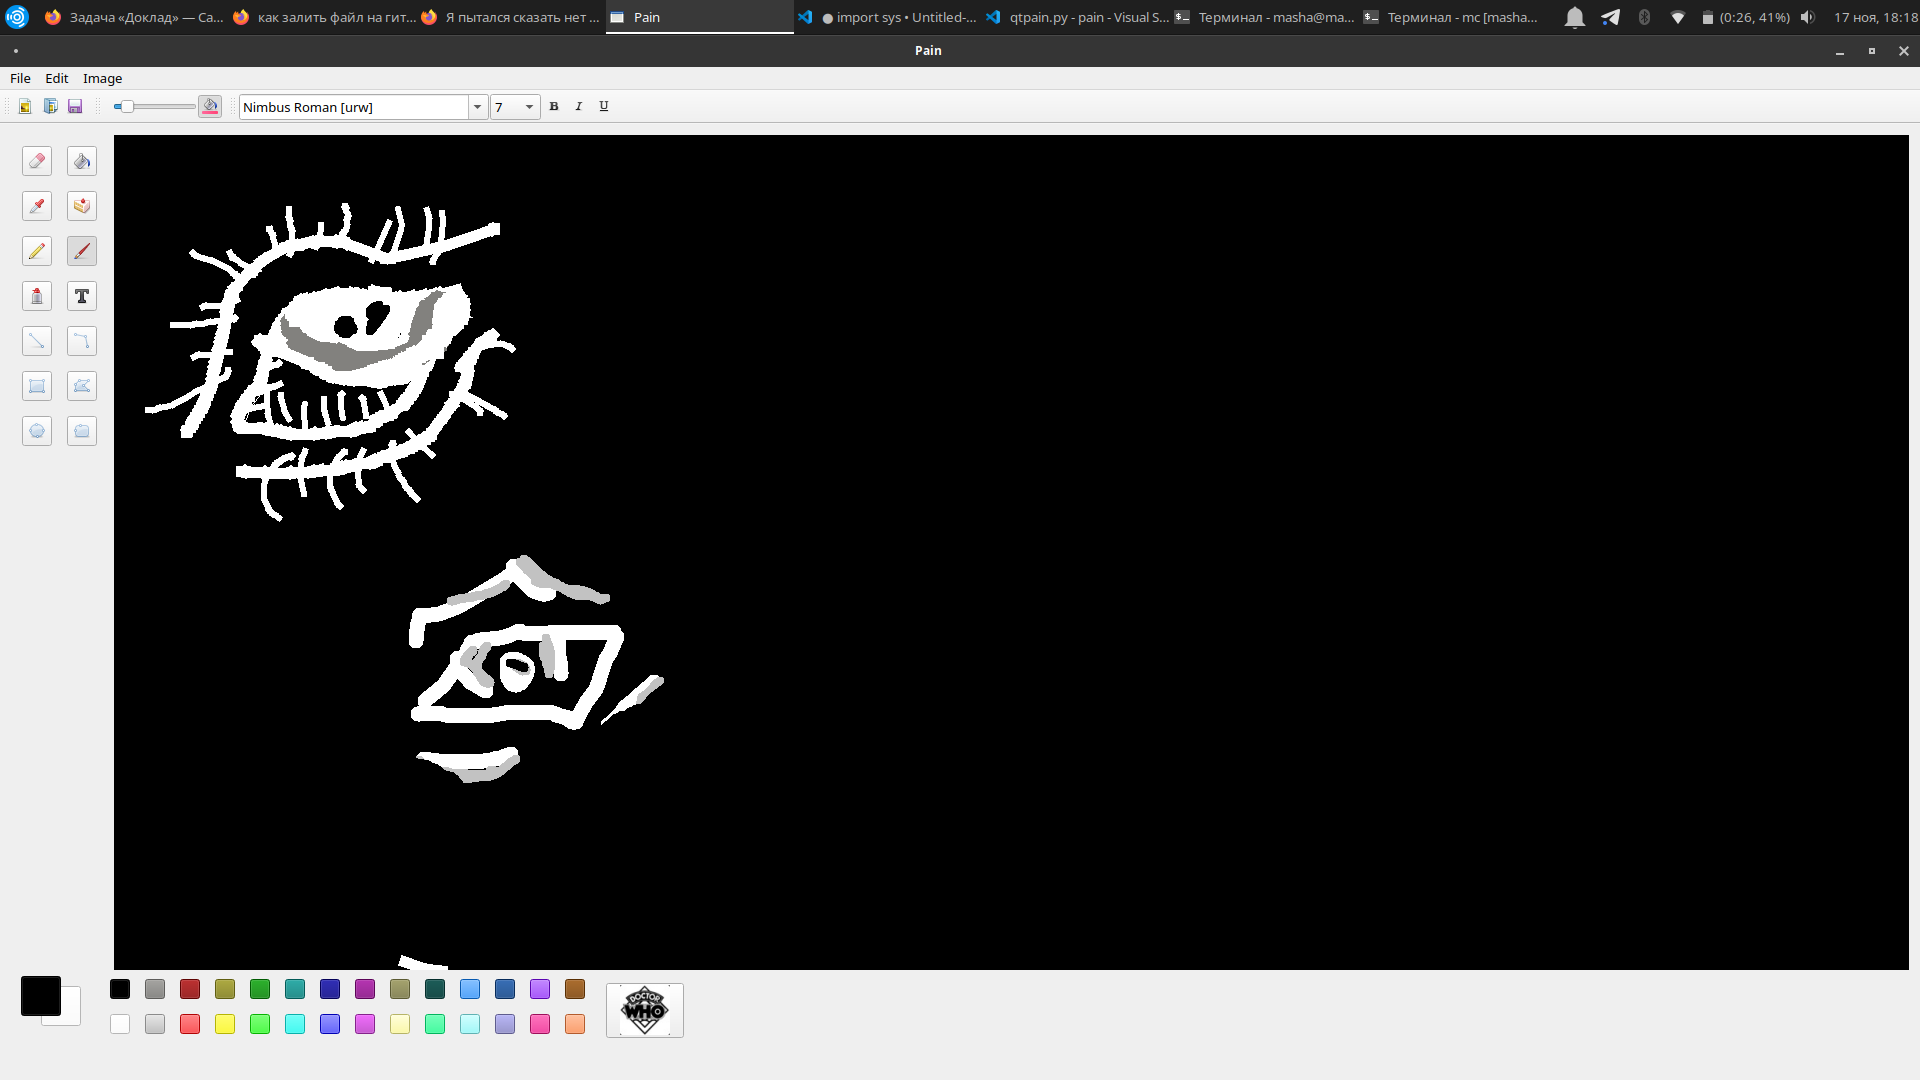 Задача «Доклад» — Са...
как залить файл на гит...
Я пытался сказать нет ...
Pain
● import sys • Untitled-...
qtpain.py - pain - Visual S...
Терминал - masha@ma...
Терминал - mc [masha...
(0:26, 41%)
17 ноя, 18:18
Pain
File Edit Image
Nimbus Roman [urw]
7
B I U
T
DOCTOR
WHO